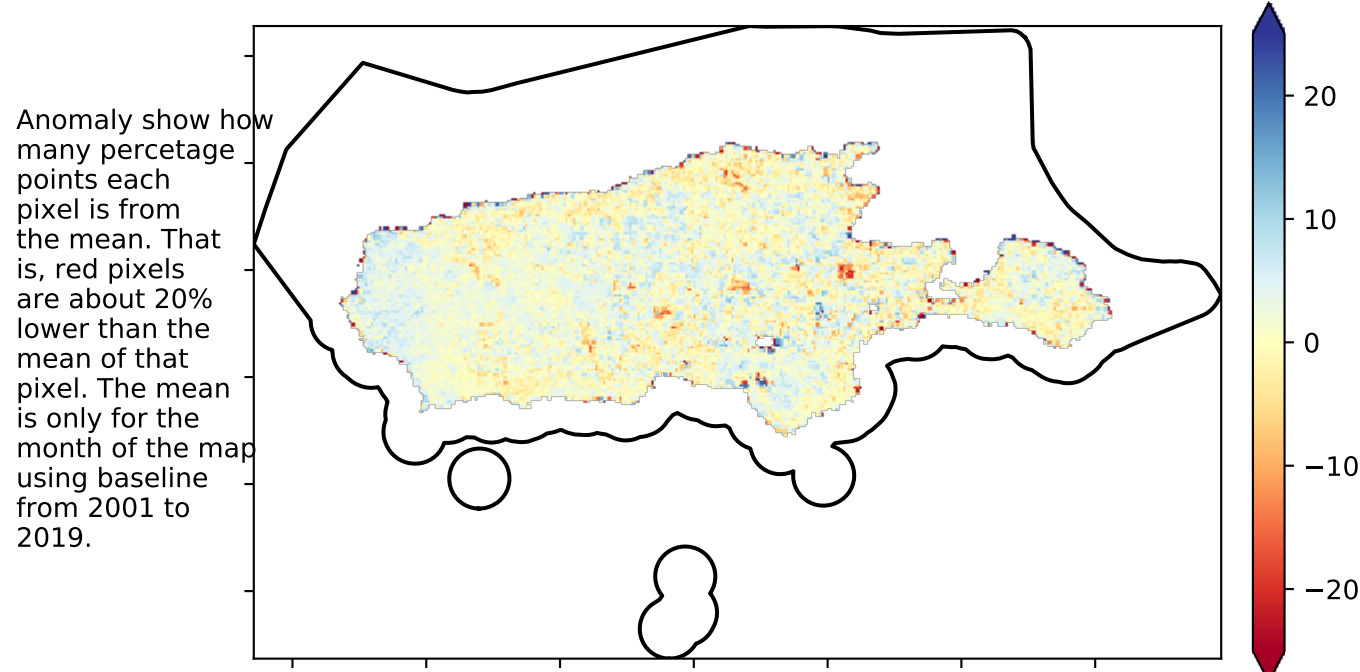 Anomaly show how
many percetage
points each
pixel is from
the mean. That
is, red pixels
are about 20%
lower than the
mean of that
pixel. The mean
is only for the
month of the map
using baseline
from 2001 to
2019.
20
10
0
−10
−20